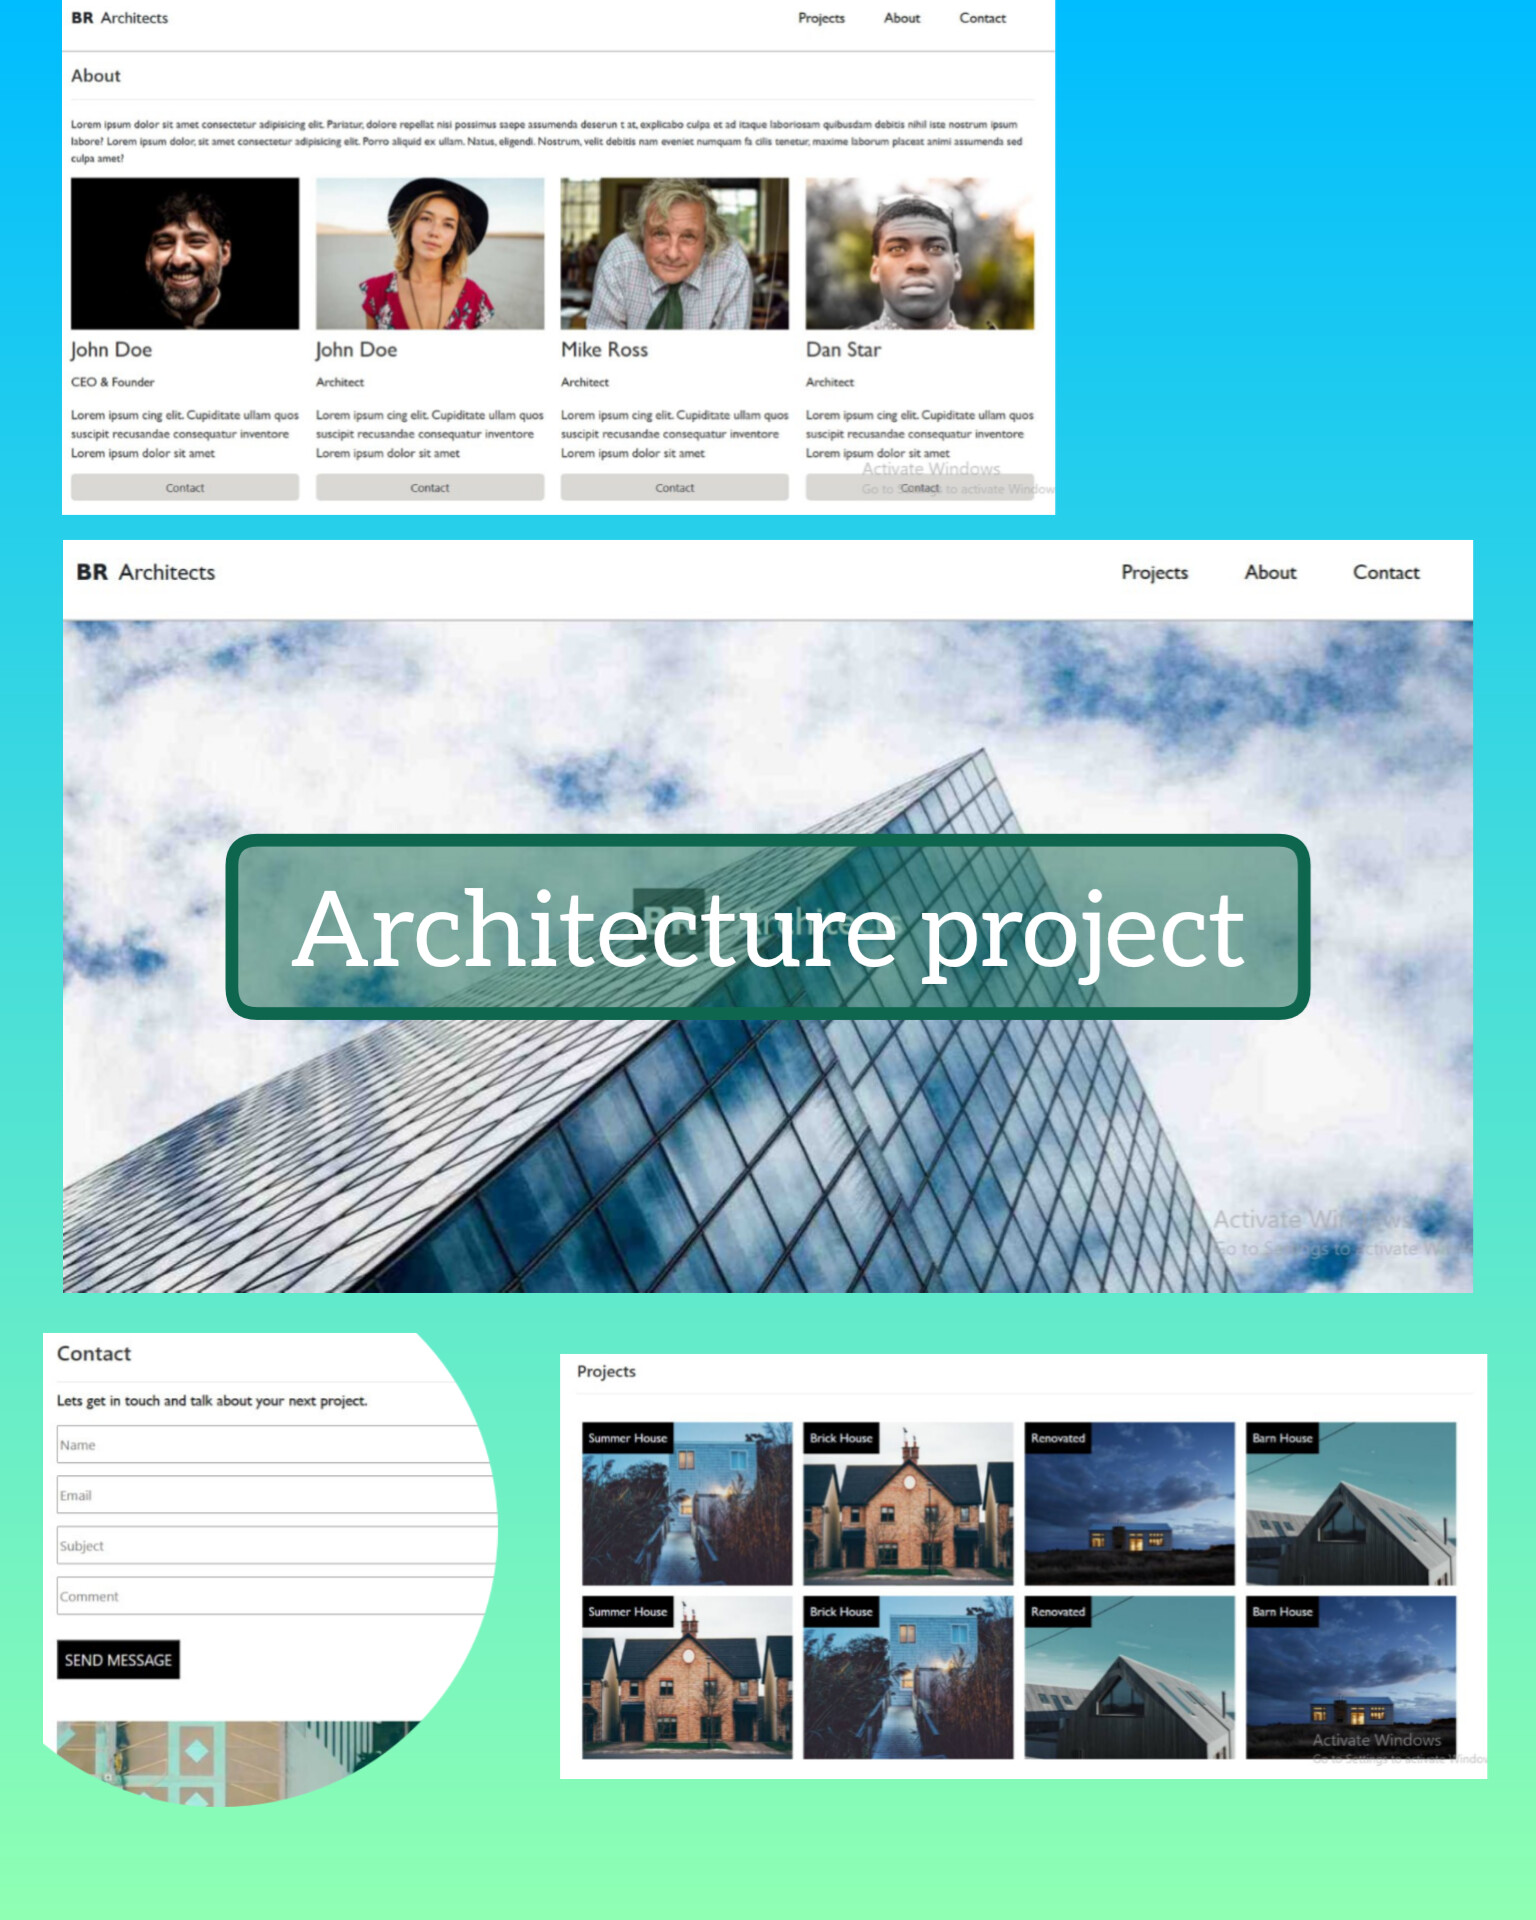 BR Architects
Projects About Contact
About
Lorem ipsum dolor sit amet consectetur adipisicing elit. Pariatur, dolore repellat nisi possimus saepe assumenda deserun t at, explicabo culpa et ad itaque laboriosam quibusdam debitis nihil iste nostrum ipsum
labore? Lorem ipsum dolor, sit amet consectetur adipisicing elit. Porro aliquid ex ullam. Natus, eligendi. Nostrum, velit debitis nam eveniet numquam fa cilis tenetur, maxime laborum placeat animi assumenda sed
culpa amet?
John Doe
CEO & Founder
Lorem ipsum cing elit. Cupiditate ullam quos
suscipit recusandae consequatur inventore
Lorem ipsum dolor sit amet
Contact
John Doe
Architect
Lorem ipsum cing elit. Cupiditate ullam quos
suscipit recusandae consequatur inventore
Lorem ipsum dolor sit amet
Contact
Mike Ross
Architect
Lorem ipsum cing elit. Cupiditate ullam quos
suscipit recusandae consequatur inventore
Lorem ipsum dolor sit amet
Contact
Dan Star
Architect
Lorem ipsum cing elit. Cupiditate ullam quos
suscipit recusandae consequatur inventore
Lorem ipsum dolor sit amet
Contact
Activate Windows
Go to Settings to activate Window
BR Architects
Projects About Contact
BR Architects
Architecture project
Activate Windows
Go to Settings to activate W
Contact
Lets get in touch and talk about your next project.
Name
Email
Subject
Comment
SEND MESSAGE
Projects
Summer House
Brick House
Renovated
Barn House
Summer House
Brick House
Renovated
Barn House
Activate Windows
Go to Settings to activate Windo